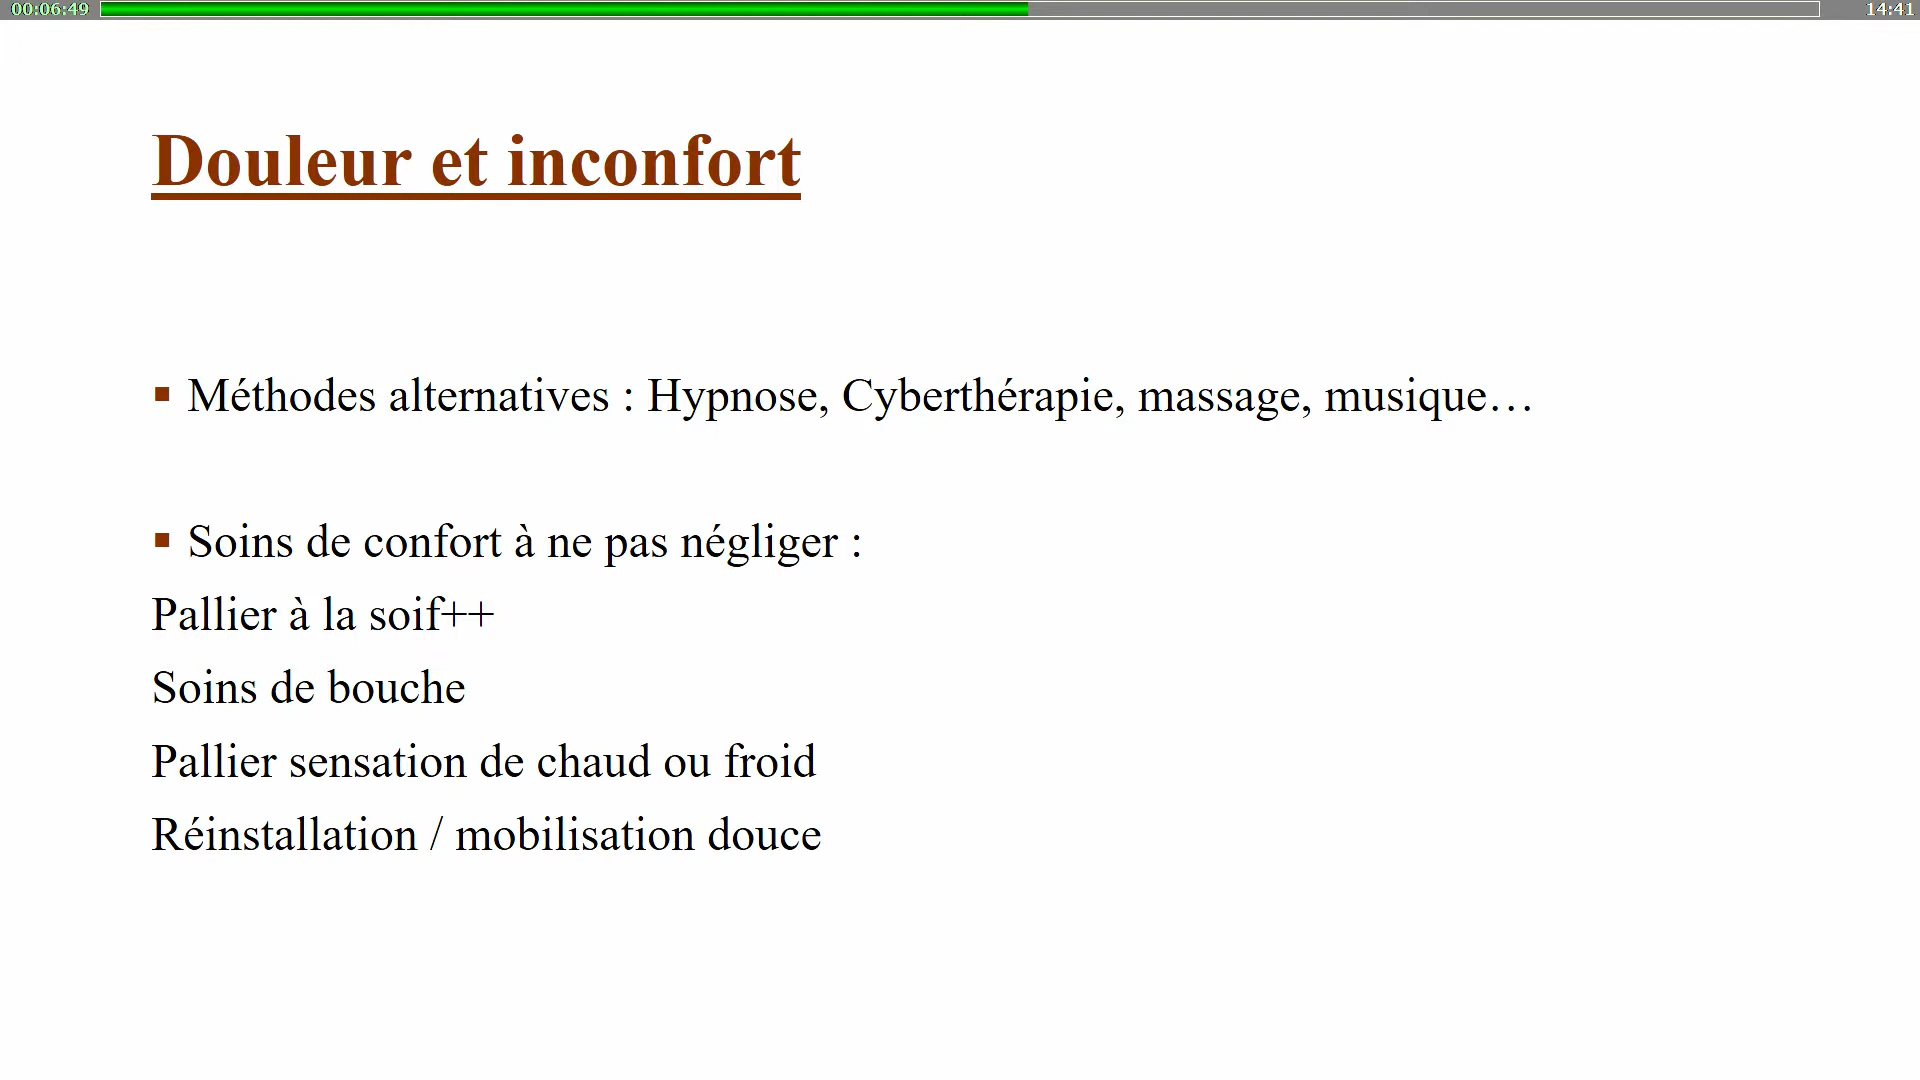 00:06:49
14:41
Douleur et inconfort
▪ Méthodes alternatives : Hypnose, Cyberthérapie, massage, musique…
▪ Soins de confort à ne pas négliger :
Pallier à la soif++
Soins de bouche
Pallier sensation de chaud ou froid
Réinstallation / mobilisation douce